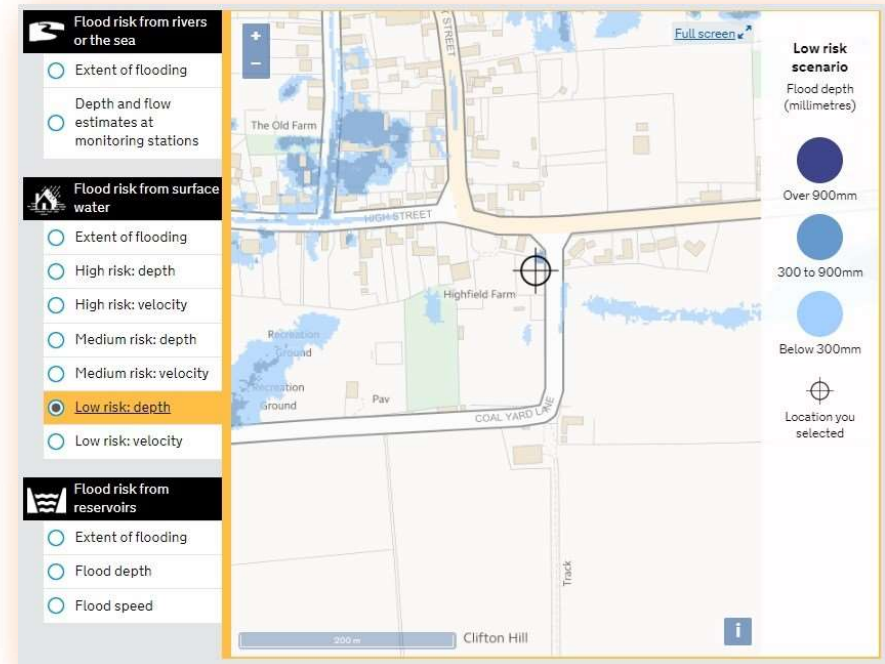 Flood risk from rivers
or the sea
Extent of flooding
Depth and flow
estimates at
monitoring stations
Flood risk from surface
water
Extent of flooding
High risk: depth
High risk: velocity
Medium risk: depth
Medium risk: velocity
Low risk: depth
Low risk: velocity
Flood risk from
reservoirs
Extent of flooding
Flood depth
Flood speed
+
−
STREET
Full screen
The Old Farm
HIGH STREET
Highfield Farm
Recreation
Ground
Recreation
Ground
Pav
COAL YARD LANE
Track
200 m
Clifton Hill
i
Low risk
scenario
Flood depth
(millimetres)
Over 900mm
300 to 900mm
Below 300mm
Location you
selected